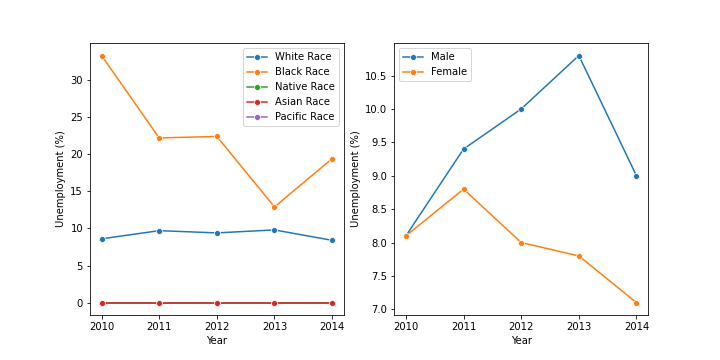 White Race
Black Race
Native Race
Asian Race
Pacific Race
30
25
20
15
10
5
0
Unemployment (%)
2010 2011 2012 2013 2014
Year
Male
Female
10.5
10.0
9.5
9.0
8.5
8.0
7.5
7.0
Unemployment (%)
2010 2011 2012 2013 2014
Year